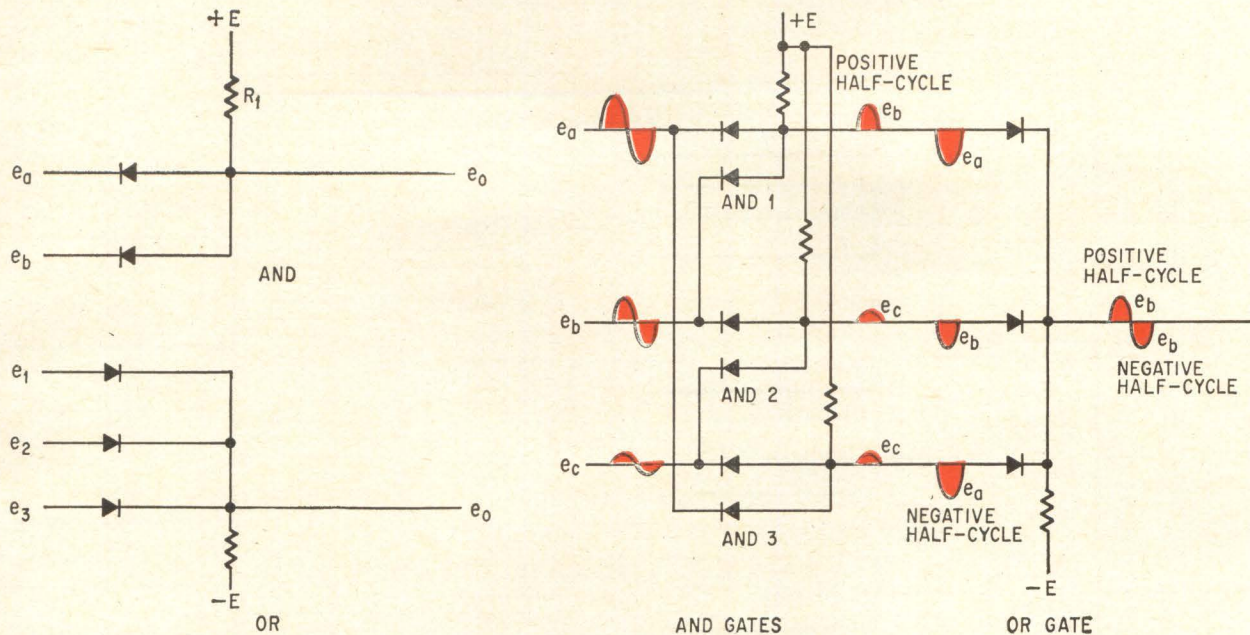 +E
R1
ea
eo
eb
AND
e1
e2
e3
eo
-E
OR
+E
POSITIVE
HALF-CYCLE
ea
eb
ea
AND 1
eb
ec
eb
AND 2
POSITIVE
HALF-CYCLE
eb
eb
NEGATIVE
HALF-CYCLE
ec
ec
ea
NEGATIVE
HALF-CYCLE
AND 3
-E
AND GATES
OR GATE